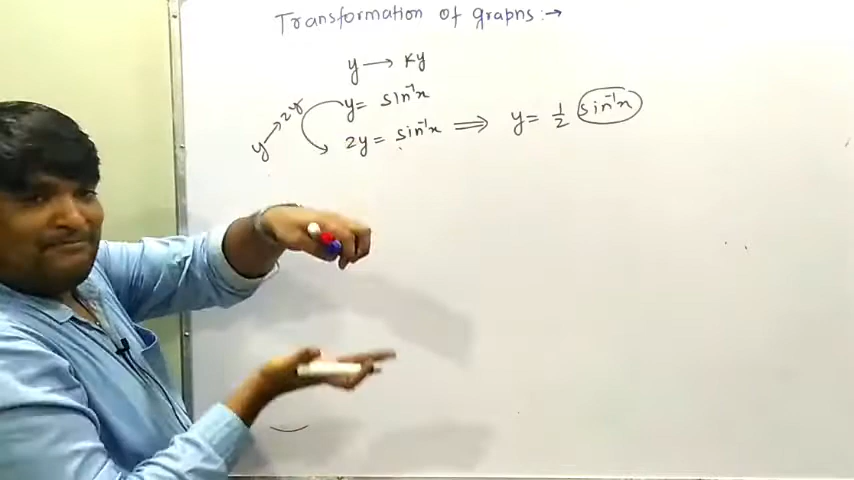 Transformation of graphs :→
y → ky
y = sin⁻¹x
y → 2y
2y = sin⁻¹x ⟹ y = 1/2 sin⁻¹x